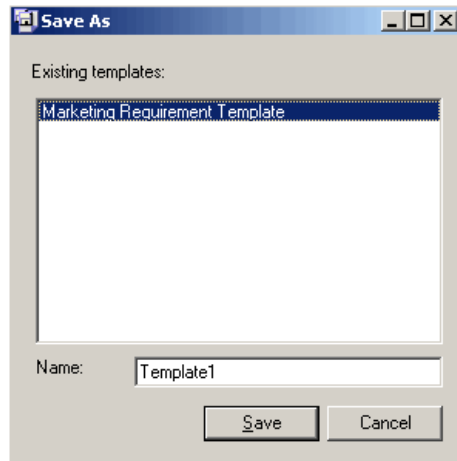 Save As
Existing templates:
Marketing Requirement Template
Name:
Template1
Save
Cancel